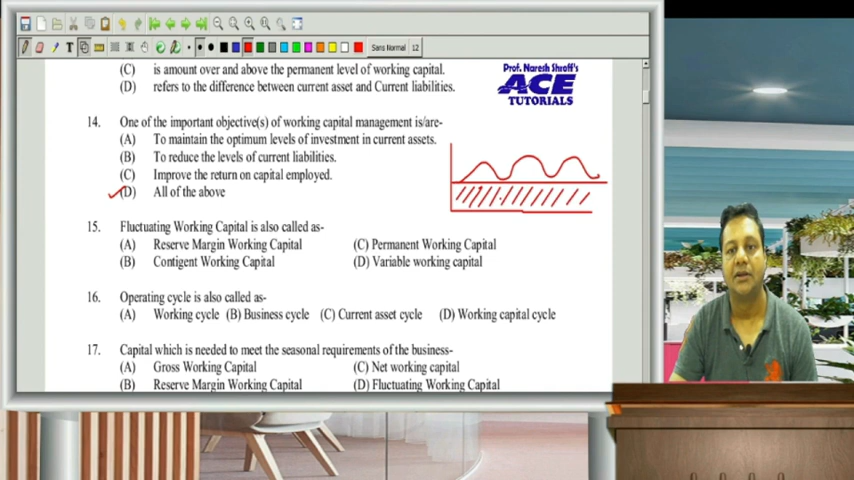 Sans Normal 12
(C) is amount over and above the permanent level of working capital.
(D) refers to the difference between current asset and Current liabilities.
Prof. Naresh Shroff's
ACE
TUTORIALS
14. One of the important objective(s) of working capital management is/are-
(A) To maintain the optimum levels of investment in current assets.
(B) To reduce the levels of current liabilities.
(C) Improve the return on capital employed.
(D) All of the above
15. Fluctuating Working Capital is also called as-
(A) Reserve Margin Working Capital (C) Permanent Working Capital
(B) Contigent Working Capital (D) Variable working capital
16. Operating cycle is also called as-
(A) Working cycle (B) Business cycle (C) Current asset cycle (D) Working capital cycle
17. Capital which is needed to meet the seasonal requirements of the business-
(A) Gross Working Capital (C) Net working capital
(B) Reserve Margin Working Capital (D) Fluctuating Working Capital